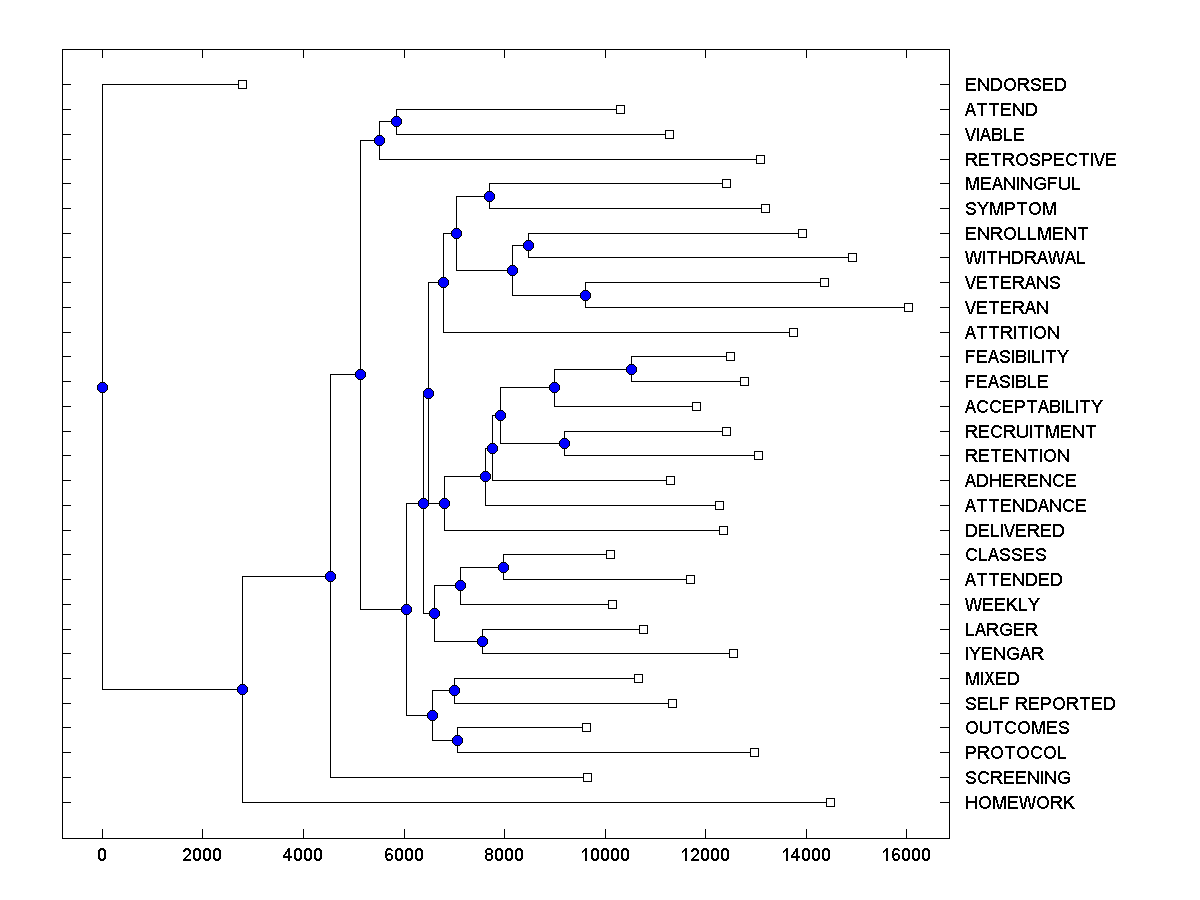 ENDORSED
ATTEND
VIABLE
RETROSPECTIVE
MEANINGFUL
SYMPTOM
ENROLLMENT
WITHDRAWAL
VETERANS
VETERAN
ATTRITION
FEASIBILITY
FEASIBLE
ACCEPTABILITY
RECRUITMENT
RETENTION
ADHERENCE
ATTENDANCE
DELIVERED
CLASSES
ATTENDED
WEEKLY
LARGER
IYENGAR
MIXED
SELF REPORTED
OUTCOMES
PROTOCOL
SCREENING
HOMEWORK
0 2000 4000 6000 8000 10000 12000 14000 16000